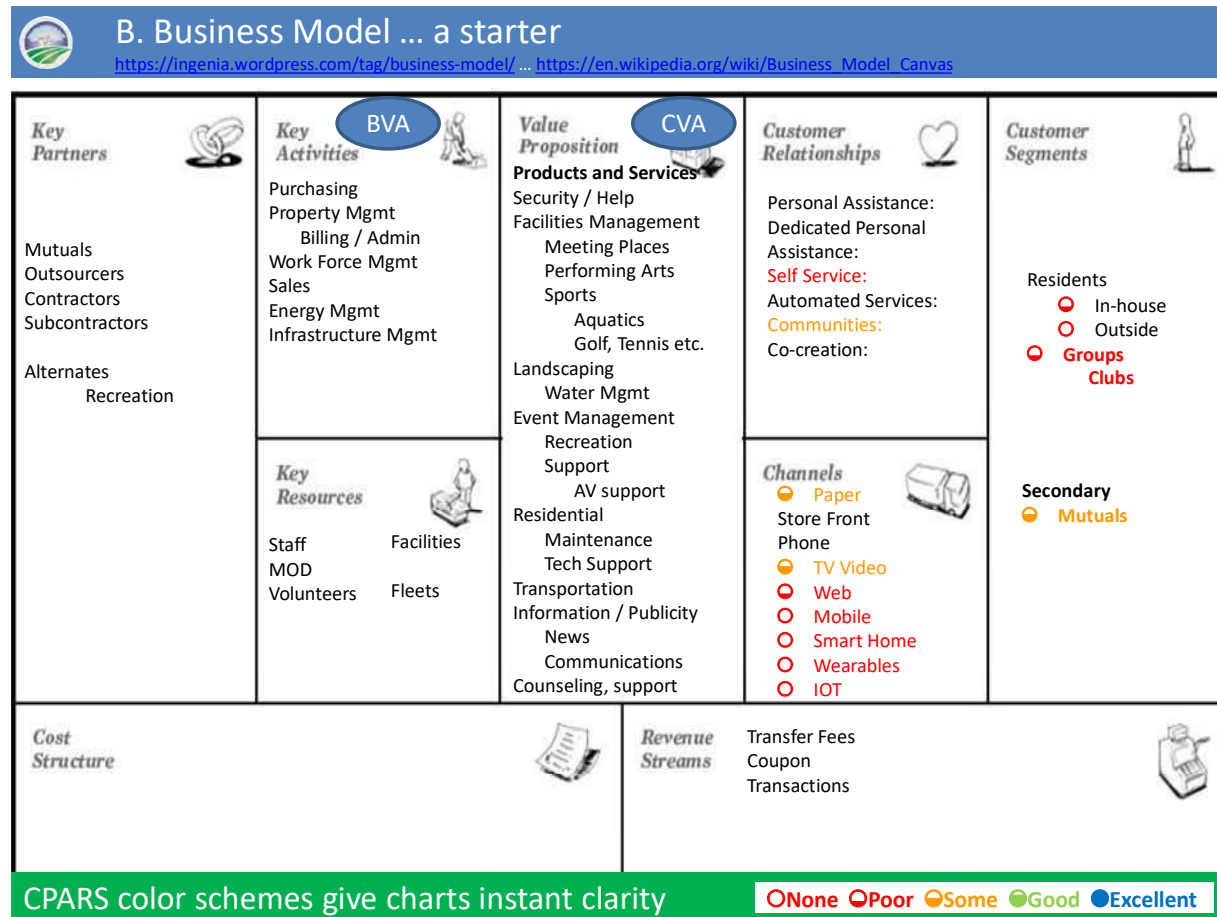 B. Business Model … a starter
https://ingenia.wordpress.com/tag/business-model/ … https://en.wikipedia.org/wiki/Business_Model_Canvas
Key
Partners
Mutuals
Outsourcers
Contractors
Subcontractors
Alternates
Recreation
Key
Activities
BVA
Purchasing
Property Mgmt
Billing / Admin
Work Force Mgmt
Sales
Energy Mgmt
Infrastructure Mgmt
Key
Resources
Staff
MOD
Volunteers
Facilities
Fleets
Value
Proposition
CVA
Products and Services
Security / Help
Facilities Management
Meeting Places
Performing Arts
Sports
Aquatics
Golf, Tennis etc.
Landscaping
Water Mgmt
Event Management
Recreation
Support
AV support
Residential
Maintenance
Tech Support
Transportation
Information / Publicity
News
Communications
Counseling, support
Customer
Relationships
Personal Assistance:
Dedicated Personal
Assistance:
Self Service:
Automated Services:
Communities:
Co-creation:
Channels
Paper
Store Front
Phone
TV Video
Web
Mobile
Smart Home
Wearables
IOT
Customer
Segments
Residents
In-house
Outside
Groups
Clubs
Secondary
Mutuals
Cost
Structure
Revenue
Streams
Transfer Fees
Coupon
Transactions
CPARS color schemes give charts instant clarity
None Poor Some Good Excellent